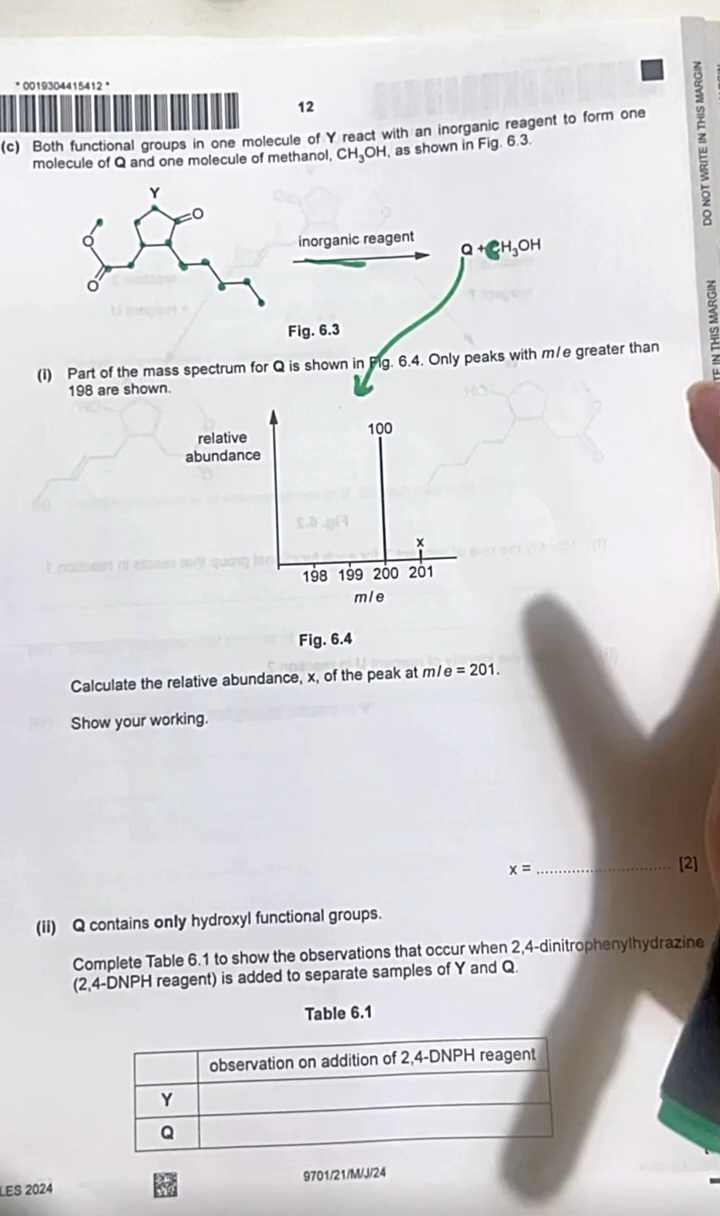 * 0019304415412 *
12
DO NOT WRITE IN THIS MARGIN
(c) Both functional groups in one molecule of Y react with an inorganic reagent to form one
molecule of Q and one molecule of methanol, CH₃OH, as shown in Fig. 6.3.
Y
O
O
O
inorganic reagent
Q + CH₃OH
Fig. 6.3
(i) Part of the mass spectrum for Q is shown in Fig. 6.4. Only peaks with m/e greater than
198 are shown.
relative
abundance
100
x
198 199 200 201
m/e
Fig. 6.4
Calculate the relative abundance, x, of the peak at m/e = 201.
Show your working.
x = .............................. [2]
(ii) Q contains only hydroxyl functional groups.
Complete Table 6.1 to show the observations that occur when 2,4-dinitrophenylhydrazine
(2,4-DNPH reagent) is added to separate samples of Y and Q.
Table 6.1
observation on addition of 2,4-DNPH reagent
Y
Q
LES 2024
9701/21/M/J/24
IN THIS MARGIN